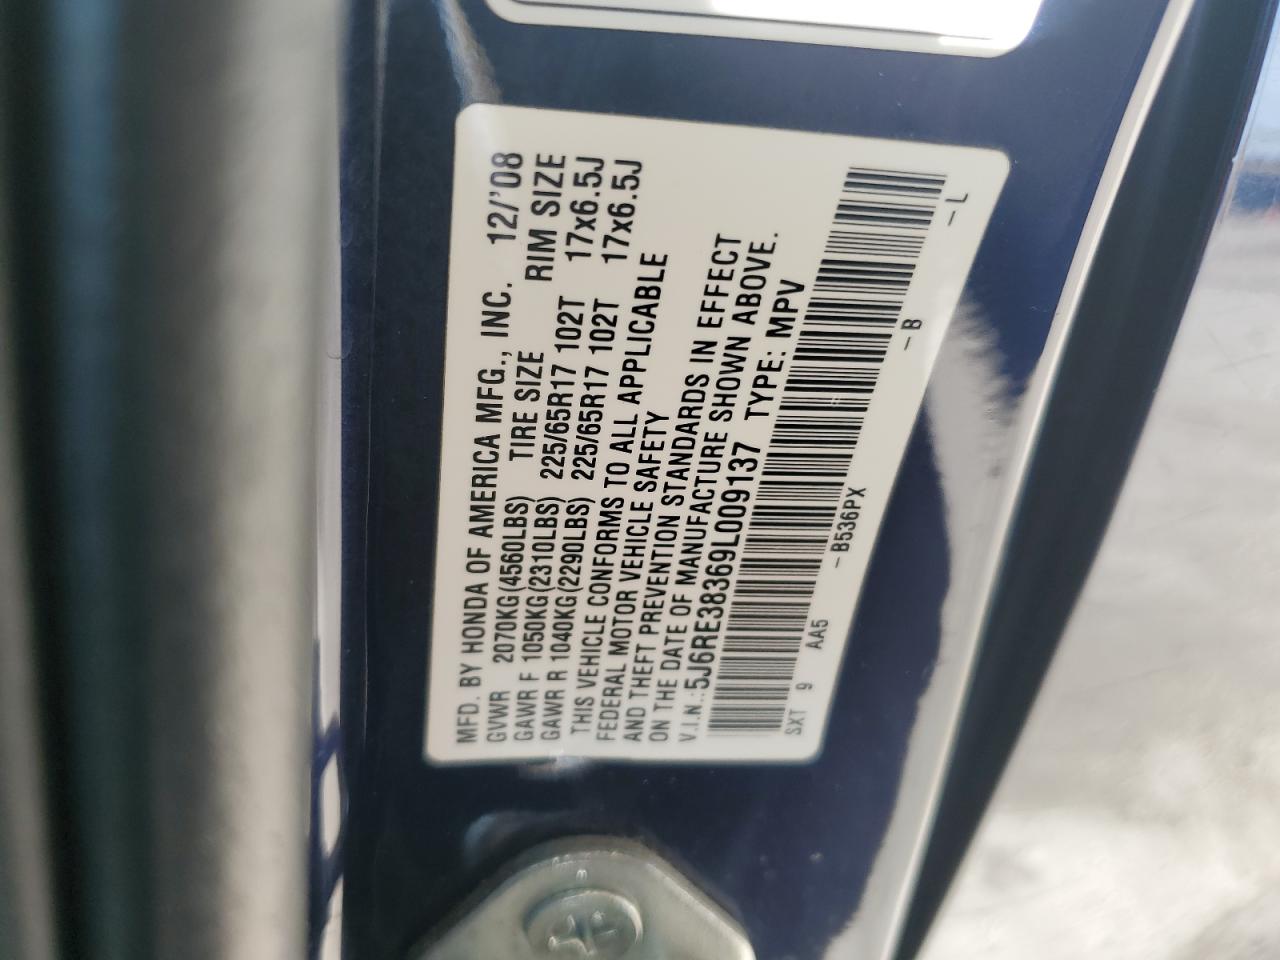 MFD. BY HONDA OF AMERICA MFG., INC. 12/'08
GVWR 2070KG(4560LBS) TIRE SIZE RIM SIZE
GAWR F 1050KG(2310LBS) 225/65R17 102T 17x6.5J
GAWR R 1040KG(2290LBS) 225/65R17 102T 17x6.5J
THIS VEHICLE CONFORMS TO ALL APPLICABLE
FEDERAL MOTOR VEHICLE SAFETY
AND THEFT PREVENTION STANDARDS IN EFFECT
ON THE DATE OF MANUFACTURE SHOWN ABOVE.
V.I.N.: 5J6RE38369L009137 TYPE: MPV
SXT 9 AA5 -B536PX -B -L